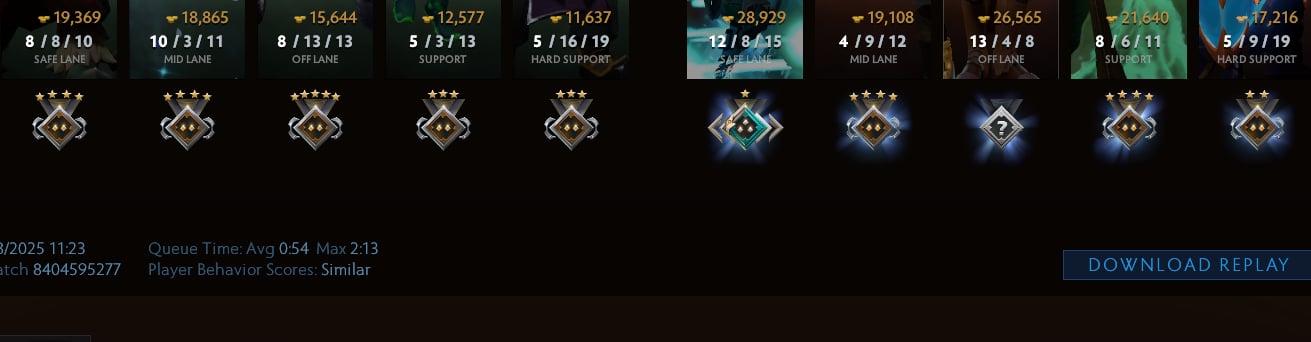 19,369 18,865 15,644 12,577 11,637 28,929 19,108 26,565 21,640 17,216
8 / 8 / 10 10 / 3 / 11 8 / 13 / 13 5 / 3 / 13 5 / 16 / 19 12 / 8 / 15 4 / 9 / 12 13 / 4 / 8 8 / 6 / 11 5 / 9 / 19
SAFE LANE MID LANE OFF LANE SUPPORT HARD SUPPORT SAFE LANE MID LANE OFF LANE SUPPORT HARD SUPPORT
?
/2025 11:23 Queue Time: Avg 0:54 Max 2:13
8404595277 Player Behavior Scores: Similar
DOWNLOAD REPLAY